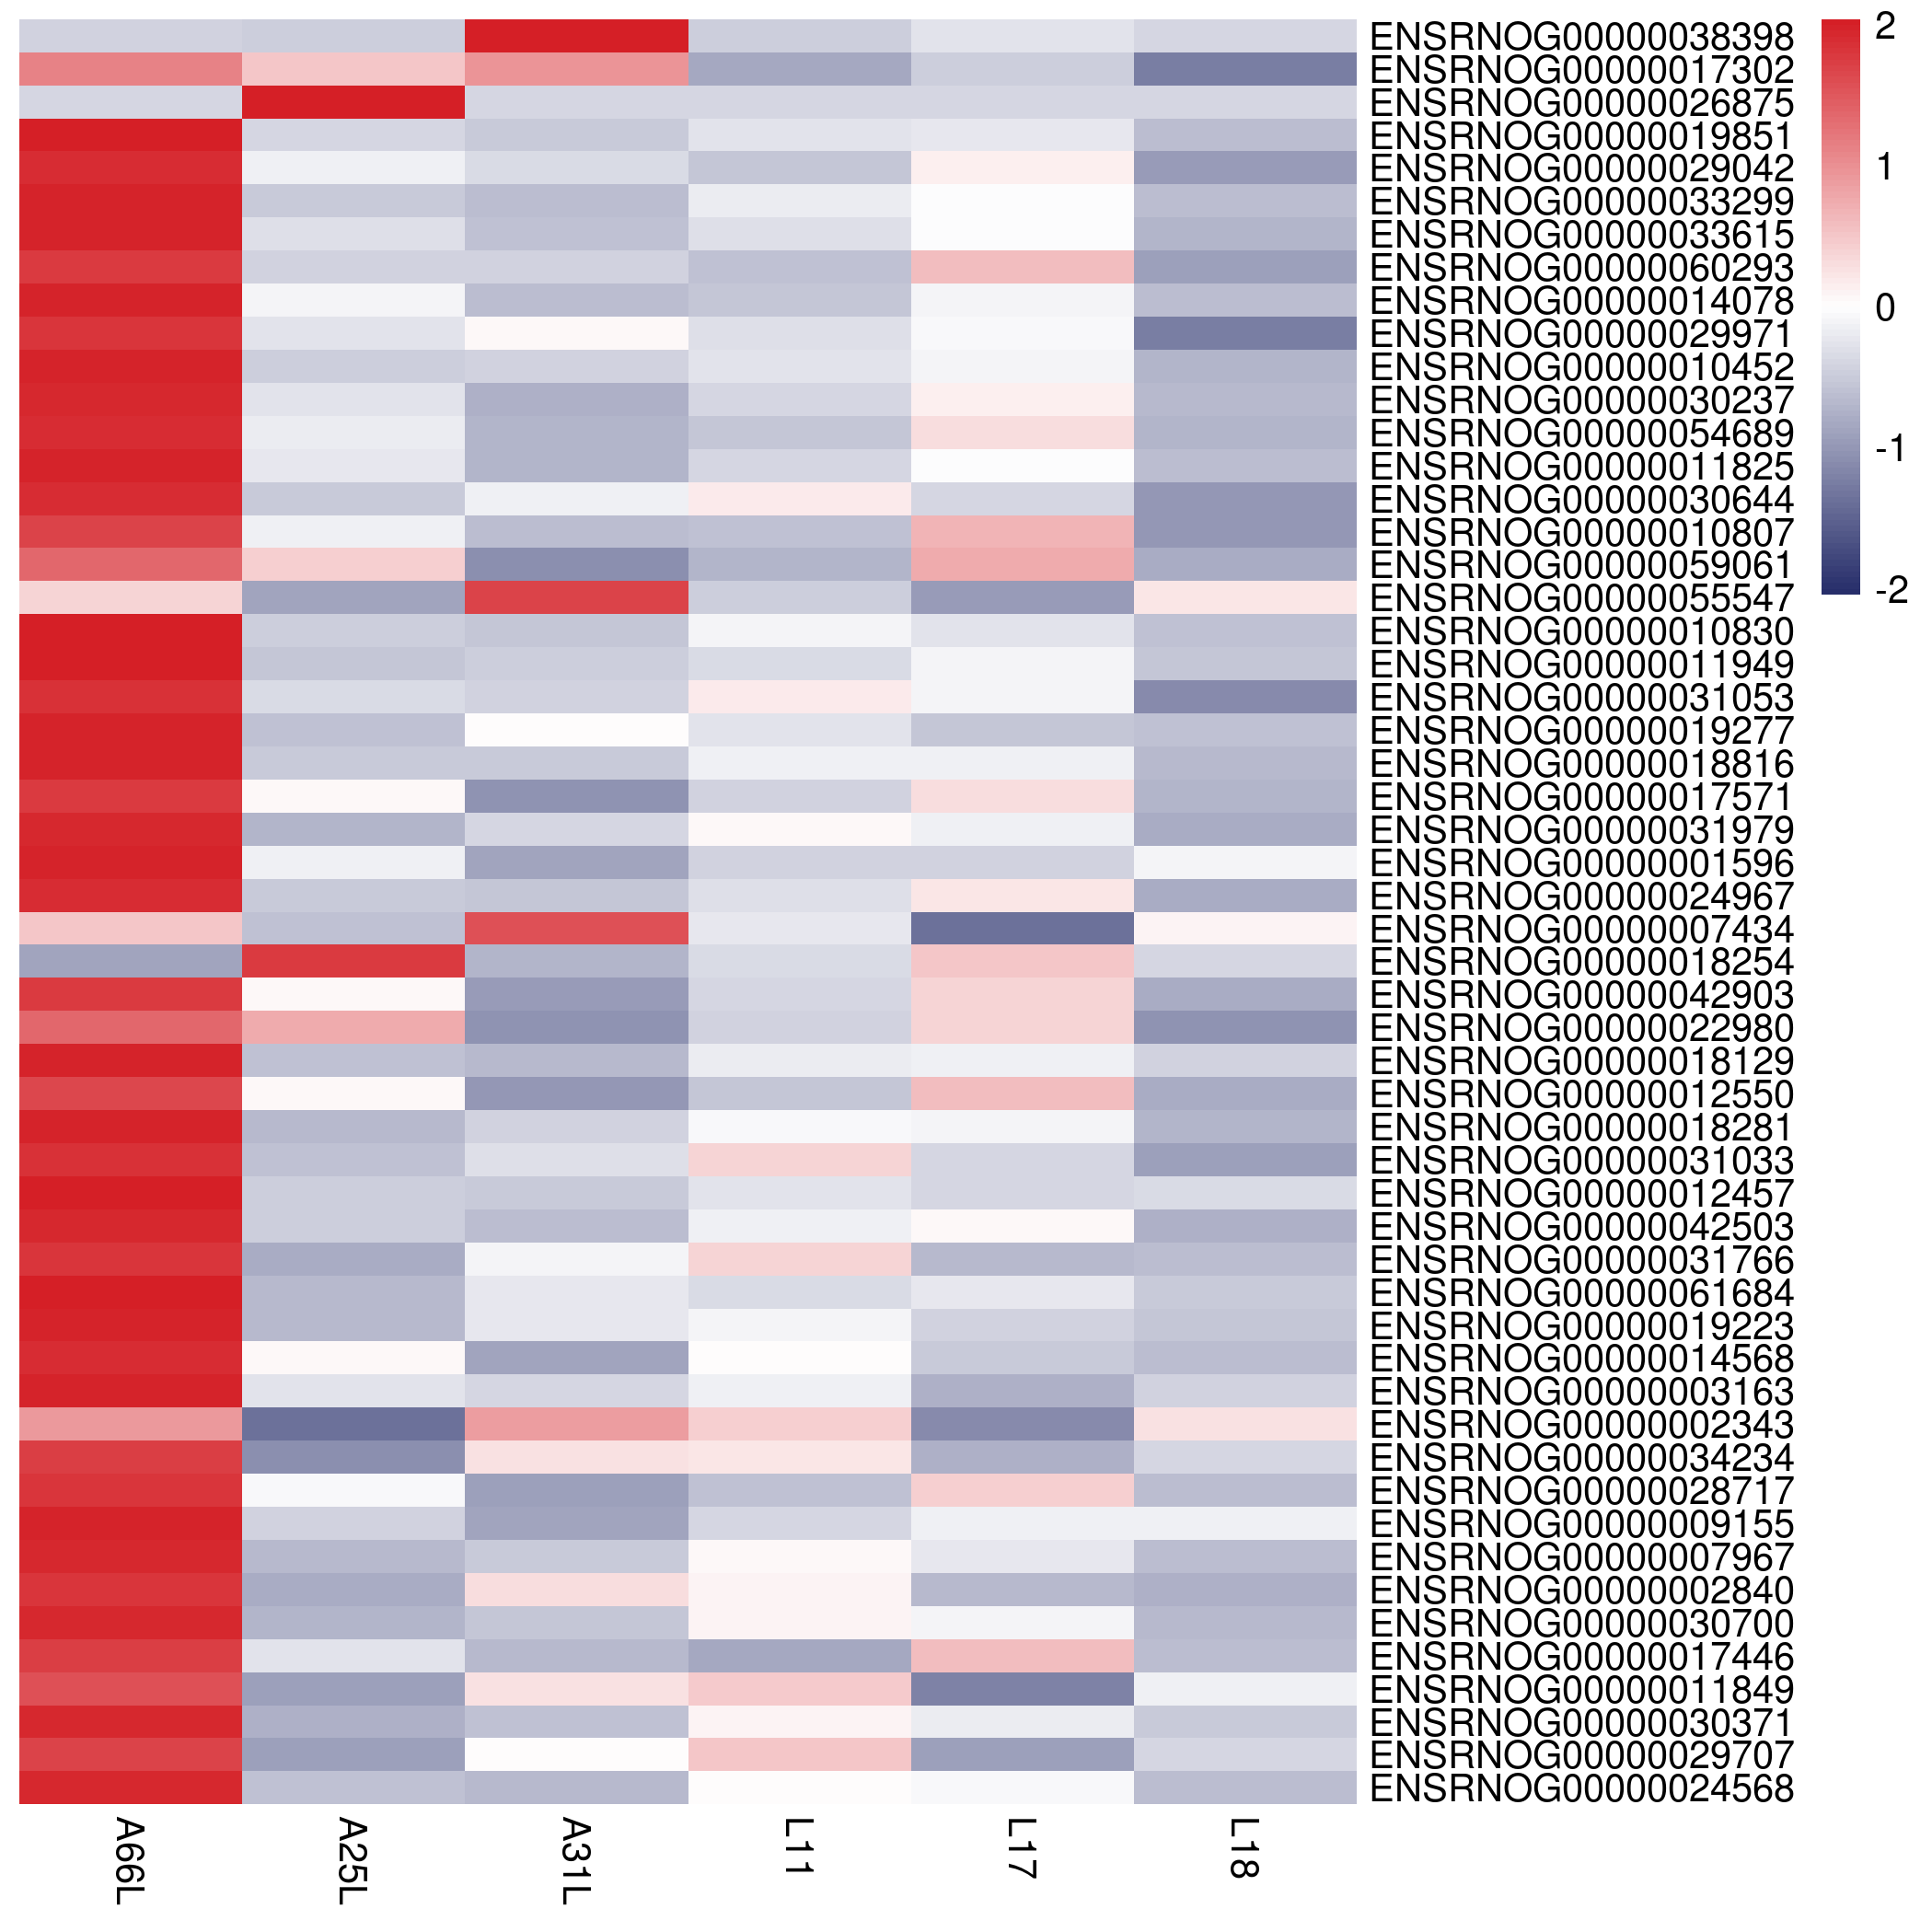 ENSRNOG00000038398
ENSRNOG00000017302
ENSRNOG00000026875
ENSRNOG00000019851
ENSRNOG00000029042
ENSRNOG00000033299
ENSRNOG00000033615
ENSRNOG00000060293
ENSRNOG00000014078
ENSRNOG00000029971
ENSRNOG00000010452
ENSRNOG00000030237
ENSRNOG00000054689
ENSRNOG00000011825
ENSRNOG00000030644
ENSRNOG00000010807
ENSRNOG00000059061
ENSRNOG00000055547
ENSRNOG00000010830
ENSRNOG00000011949
ENSRNOG00000031053
ENSRNOG00000019277
ENSRNOG00000018816
ENSRNOG00000017571
ENSRNOG00000031979
ENSRNOG00000001596
ENSRNOG00000024967
ENSRNOG00000007434
ENSRNOG00000018254
ENSRNOG00000042903
ENSRNOG00000022980
ENSRNOG00000018129
ENSRNOG00000012550
ENSRNOG00000018281
ENSRNOG00000031033
ENSRNOG00000012457
ENSRNOG00000042503
ENSRNOG00000031766
ENSRNOG00000061684
ENSRNOG00000019223
ENSRNOG00000014568
ENSRNOG00000003163
ENSRNOG00000002343
ENSRNOG00000034234
ENSRNOG00000028717
ENSRNOG00000009155
ENSRNOG00000007967
ENSRNOG00000002840
ENSRNOG00000030700
ENSRNOG00000017446
ENSRNOG00000011849
ENSRNOG00000030371
ENSRNOG00000029707
ENSRNOG00000024568
2
1
0
-1
-2
A66L
A25L
A31L
L11
L17
L18